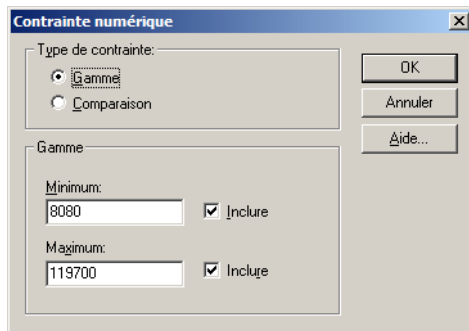 Contrainte numérique
Type de contrainte:
Gamme
Comparaison
OK
Annuler
Aide...
Gamme
Minimum:
8080
Inclure
Maximum:
119700
Inclure